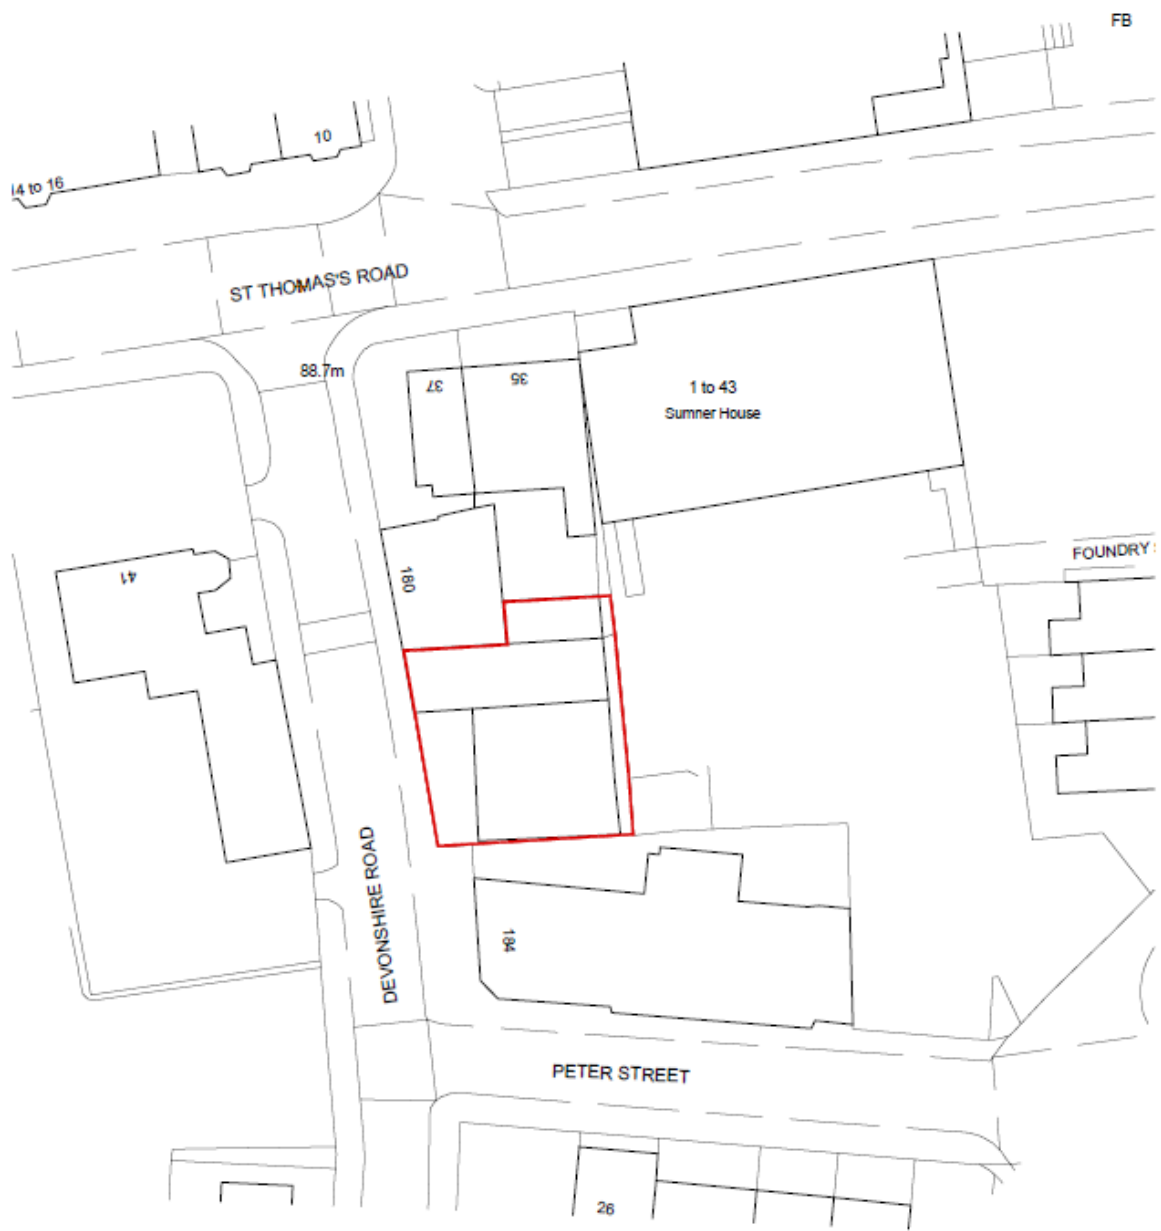 FB
10
14 to 16
ST THOMAS'S ROAD
88.7m
37
35
1 to 43
Sumner House
FOUNDRY
41
180
DEVONSHIRE ROAD
184
PETER STREET
26